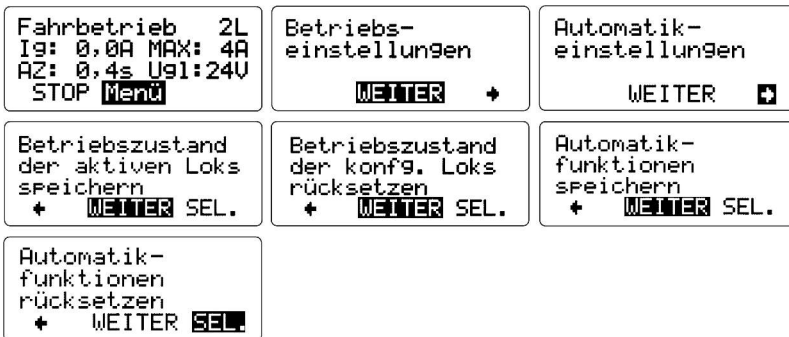 Fahrbetrieb 2L
Ig: 0,0A MAX: 4A
AZ: 0,4s Ugl:24V
STOP Menü
Betriebs-
einstellungen
WEITER →
Automatik-
einstellungen
WEITER →
Betriebszustand
der aktiven Loks
speichern
← WEITER SEL.
Betriebszustand
der konfg. Loks
rücksetzen
← WEITER SEL.
Automatik-
funktionen
speichern
← WEITER SEL.
Automatik-
funktionen
rücksetzen
← WEITER SEL.